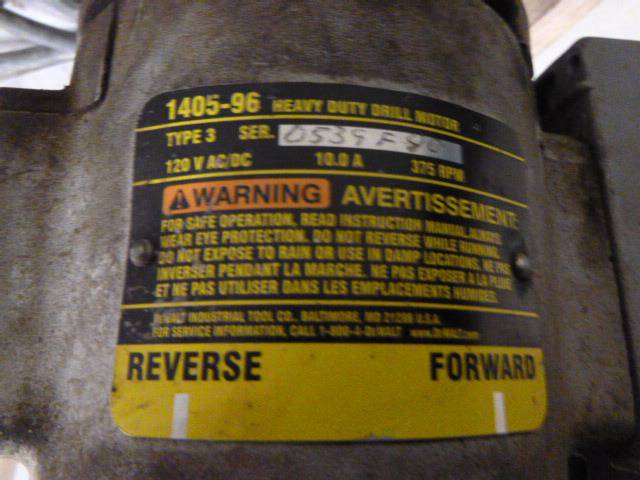 1405-96 HEAVY DUTY DRILL MOTOR
TYPE 3 SER. 0539F
120 V AC/DC 10.0 A 375 RPM
WARNING AVERTISSEMENT:
FOR SAFE OPERATION, READ INSTRUCTION MANUAL. ALWAYS
WEAR EYE PROTECTION. DO NOT REVERSE WHILE RUNNING.
DO NOT EXPOSE TO RAIN OR USE IN DAMP LOCATIONS. NE PAS
INVERSER PENDANT LA MARCHE. NE PAS EXPOSER A LA PLUIE
ET NE PAS UTILISER DANS LES EMPLACEMENTS HUMIDES.
DEWALT INDUSTRIAL TOOL CO., BALTIMORE, MD 21286 U.S.A.
FOR SERVICE INFORMATION, CALL 1-800-4-DEWALT www.DEWALT.com
REVERSE FORWARD